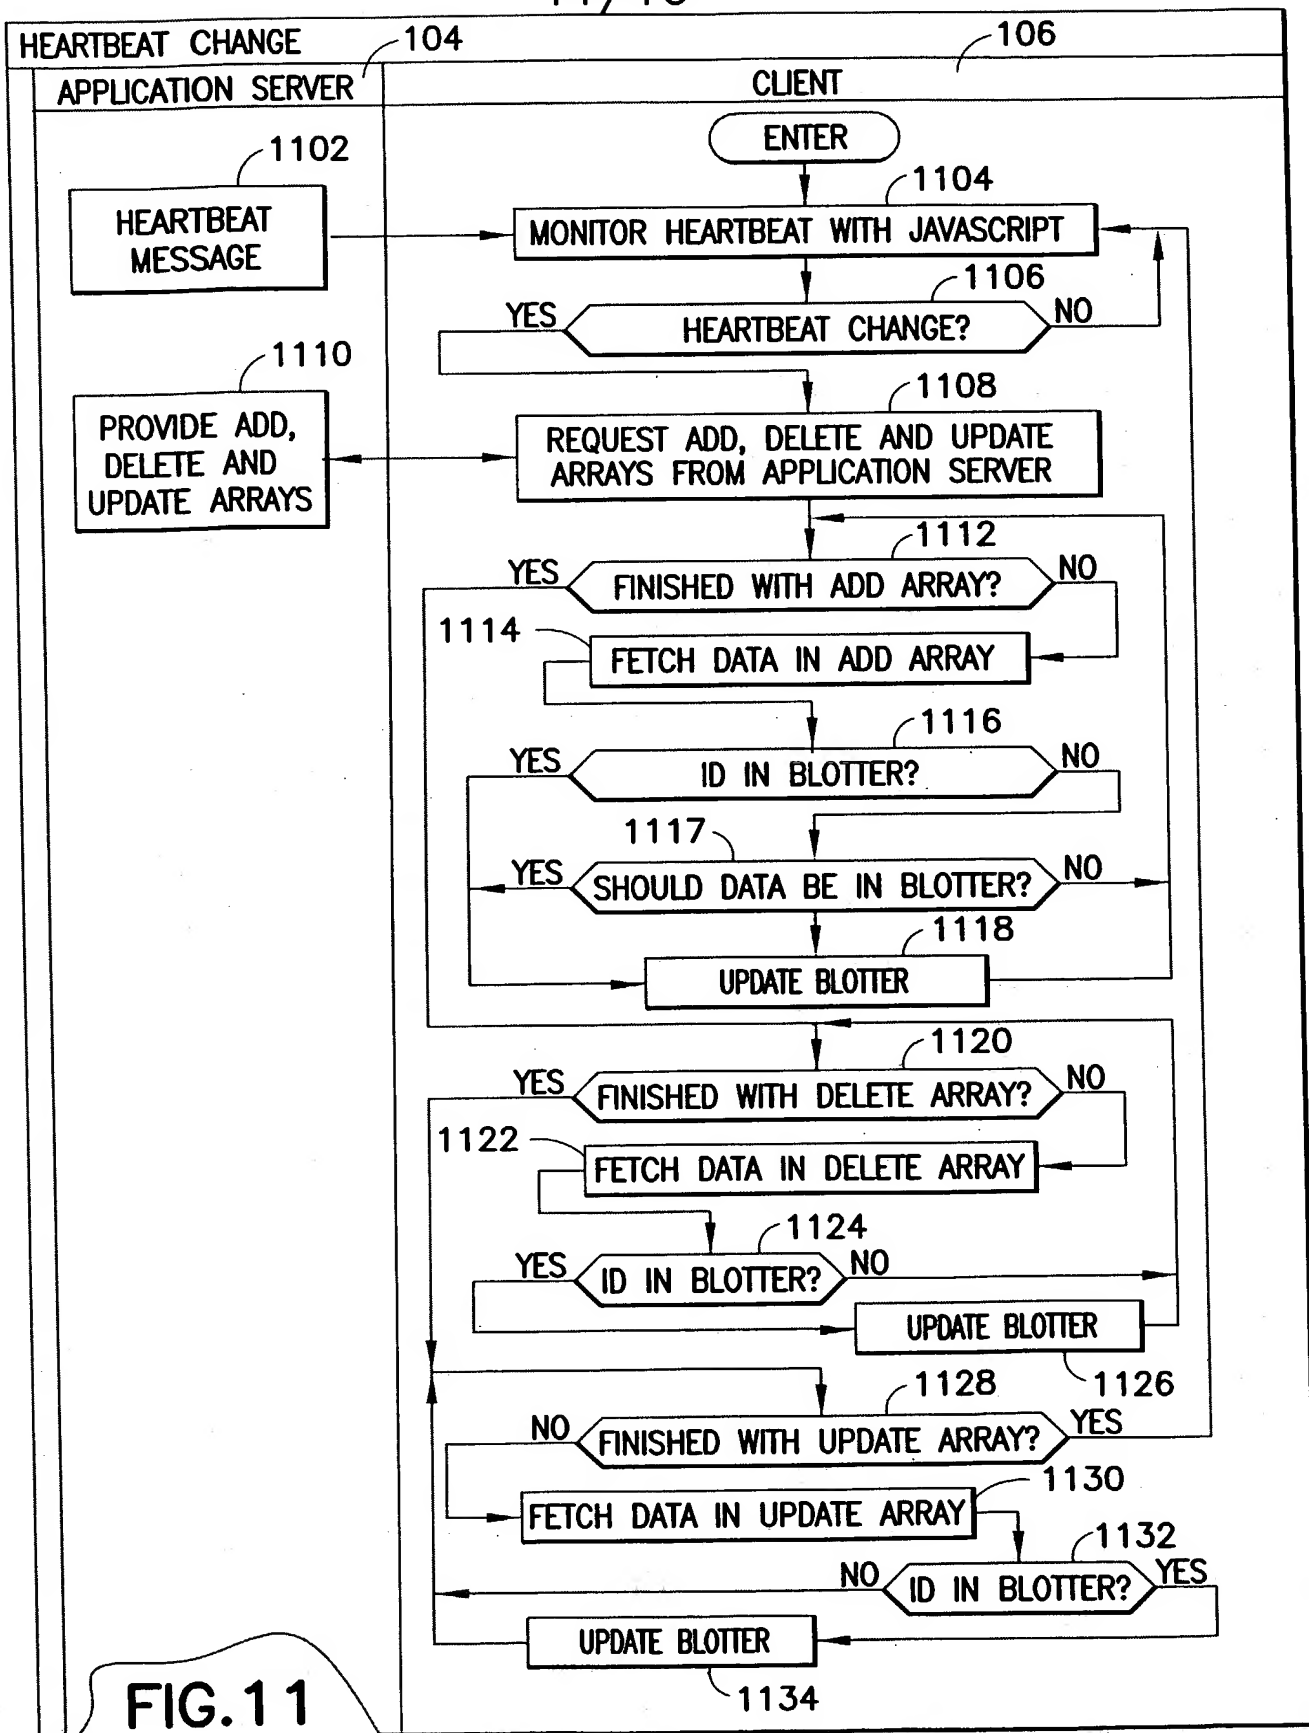 HEARTBEAT CHANGE
104
106
APPLICATION SERVER
CLIENT
ENTER
1102
HEARTBEAT
MESSAGE
1104
MONITOR HEARTBEAT WITH JAVASCRIPT
1106
YES
HEARTBEAT CHANGE?
NO
1110
PROVIDE ADD,
DELETE AND
UPDATE ARRAYS
1108
REQUEST ADD, DELETE AND UPDATE
ARRAYS FROM APPLICATION SERVER
1112
YES
FINISHED WITH ADD ARRAY?
NO
1114
FETCH DATA IN ADD ARRAY
1116
YES
ID IN BLOTTER?
NO
1117
YES
SHOULD DATA BE IN BLOTTER?
NO
1118
UPDATE BLOTTER
1120
YES
FINISHED WITH DELETE ARRAY?
NO
1122
FETCH DATA IN DELETE ARRAY
1124
YES
ID IN BLOTTER?
NO
UPDATE BLOTTER
1126
1128
NO
FINISHED WITH UPDATE ARRAY?
YES
1130
FETCH DATA IN UPDATE ARRAY
1132
NO
ID IN BLOTTER?
YES
UPDATE BLOTTER
1134
FIG.11